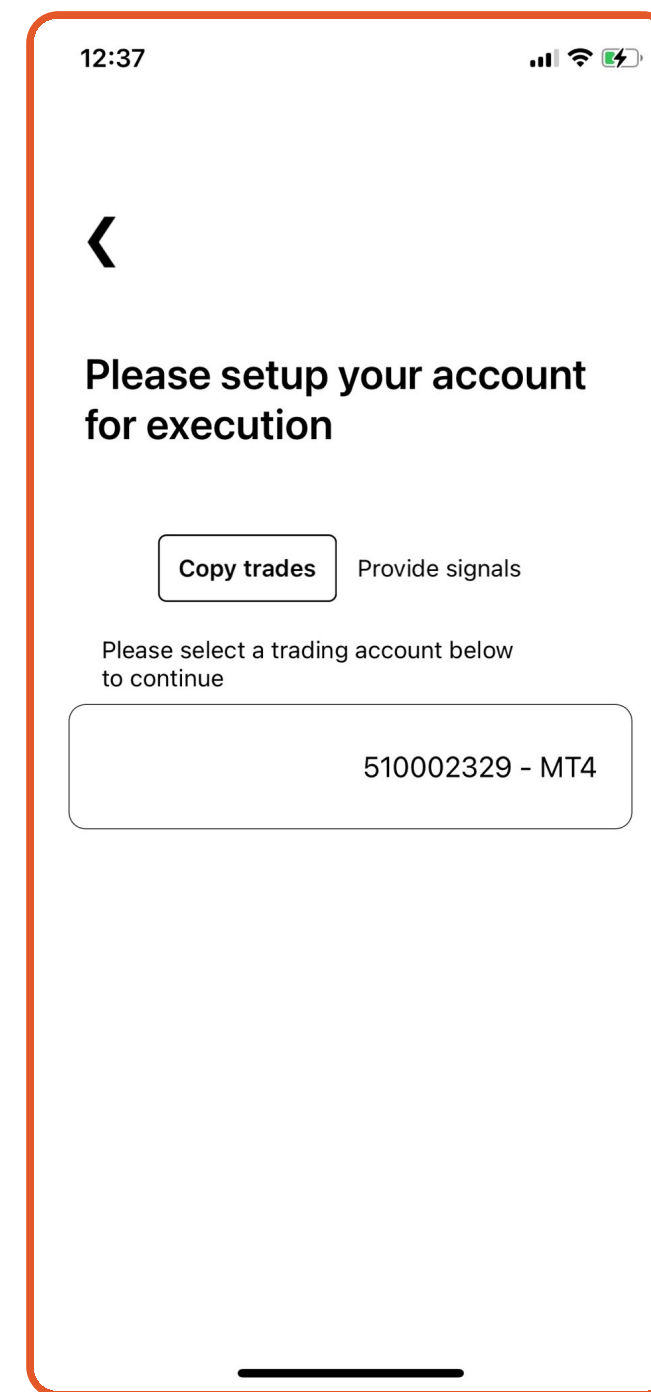 12:37
Please setup your account
for execution
Copy trades Provide signals
Please select a trading account below
to continue
510002329 - MT4